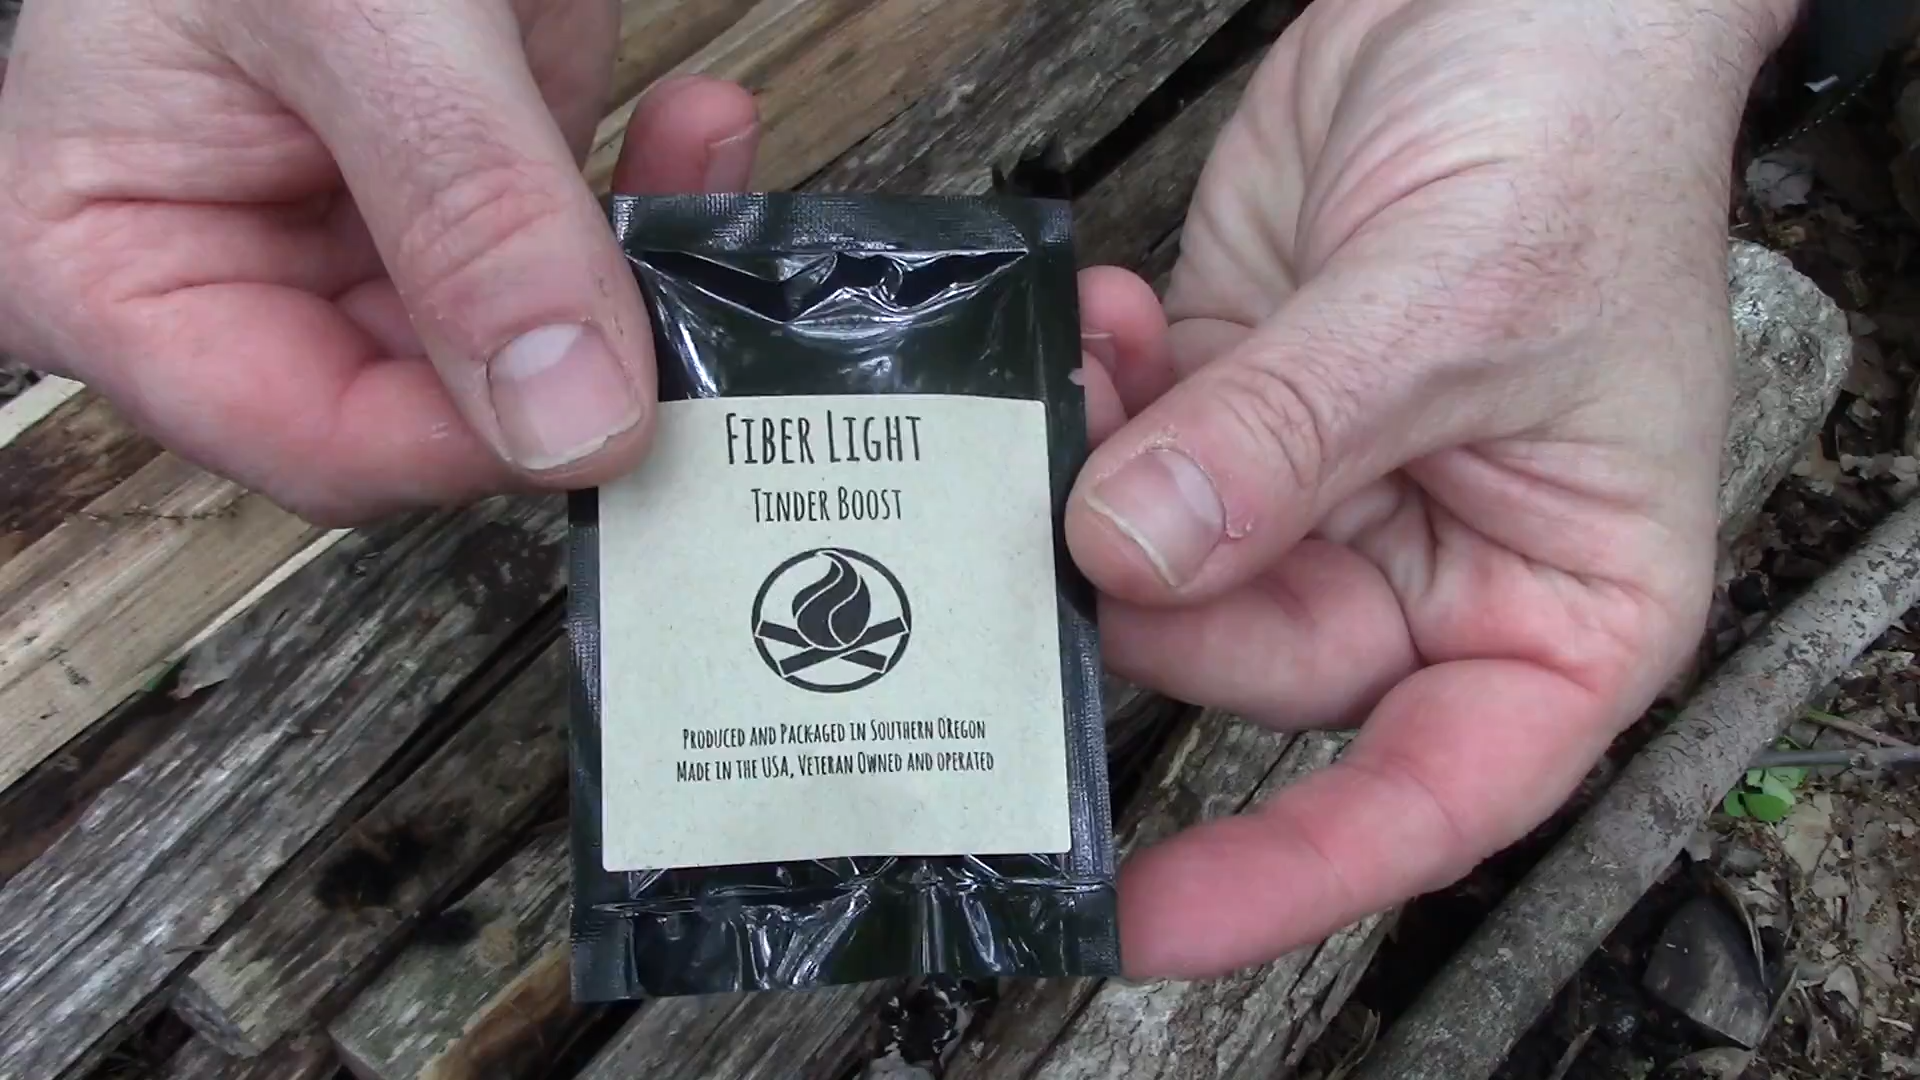 FIBER LIGHT
TINDER BOOST
PRODUCED AND PACKAGED IN SOUTHERN OREGON
MADE IN THE USA, VETERAN OWNED AND OPERATED